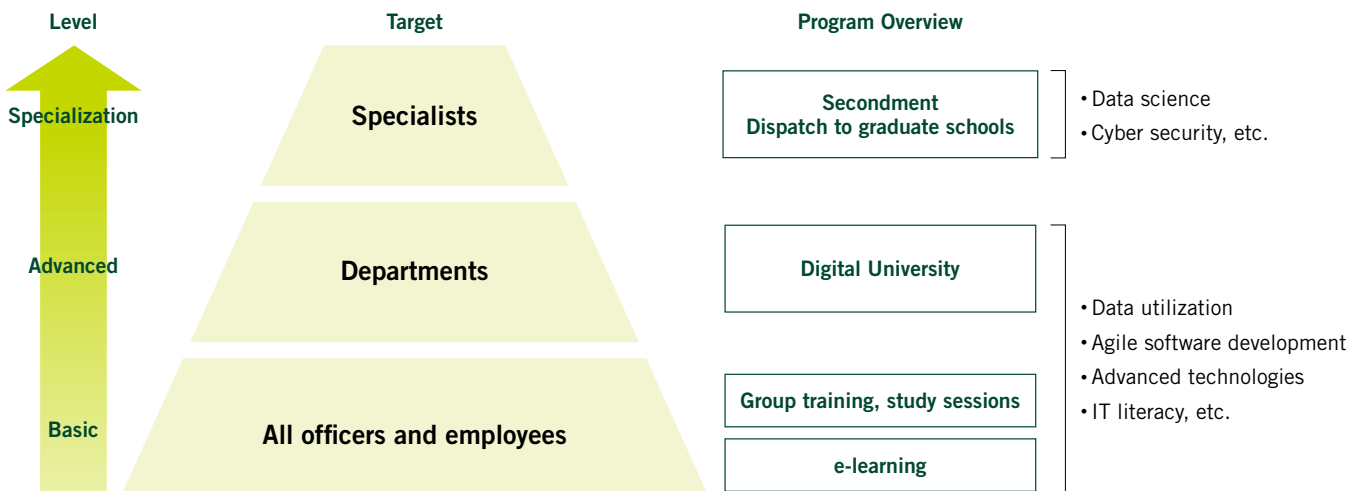 Level
Target
Program Overview
Specialization
Specialists
Secondment
Dispatch to graduate schools
• Data science
• Cyber security, etc.
Advanced
Departments
Digital University
• Data utilization
• Agile software development
• Advanced technologies
• IT literacy, etc.
Basic
All officers and employees
Group training, study sessions
e-learning